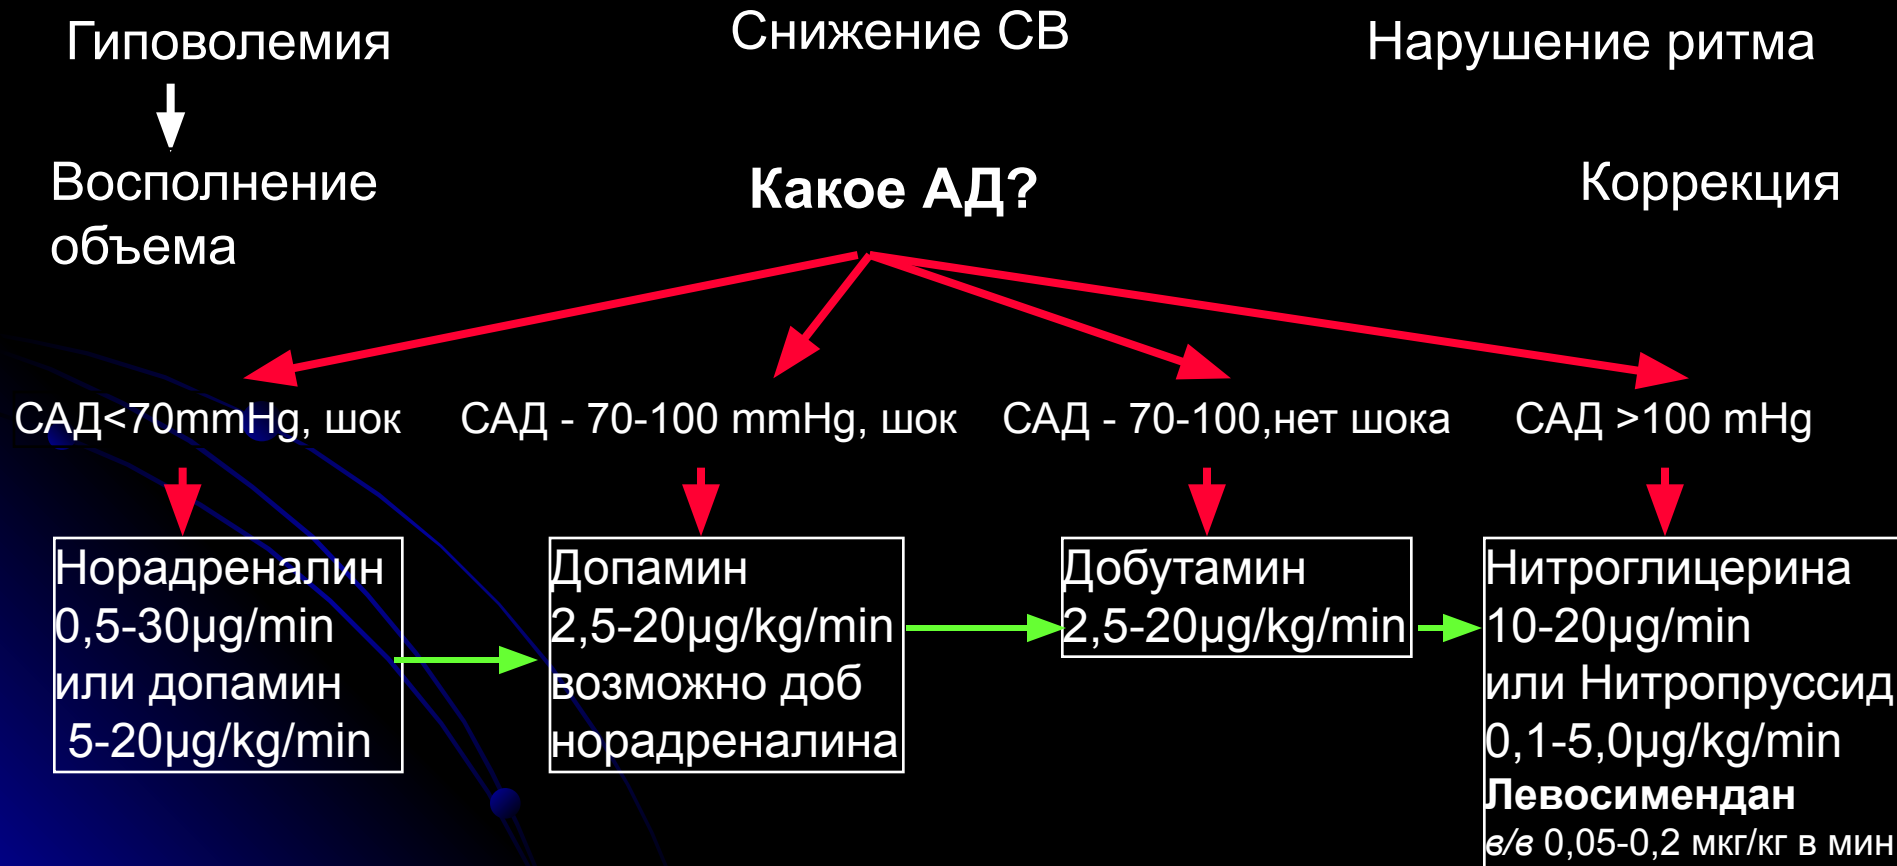 Гиповолемия
Снижение СВ
Нарушение ритма
Восполнение
объема
Какое АД?
Коррекция
САД<70mmHg, шок
САД - 70-100 mmHg, шок
САД - 70-100,нет шока
САД >100 mHg
Норадреналин
0,5-30µg/min
или допамин
5-20µg/kg/min
Допамин
2,5-20µg/kg/min
возможно доб
норадреналина
Добутамин
2,5-20µg/kg/min
Нитроглицерина
10-20µg/min
или Нитропруссид
0,1-5,0µg/kg/min
Левосимендан
в/в 0,05-0,2 мкг/кг в мин